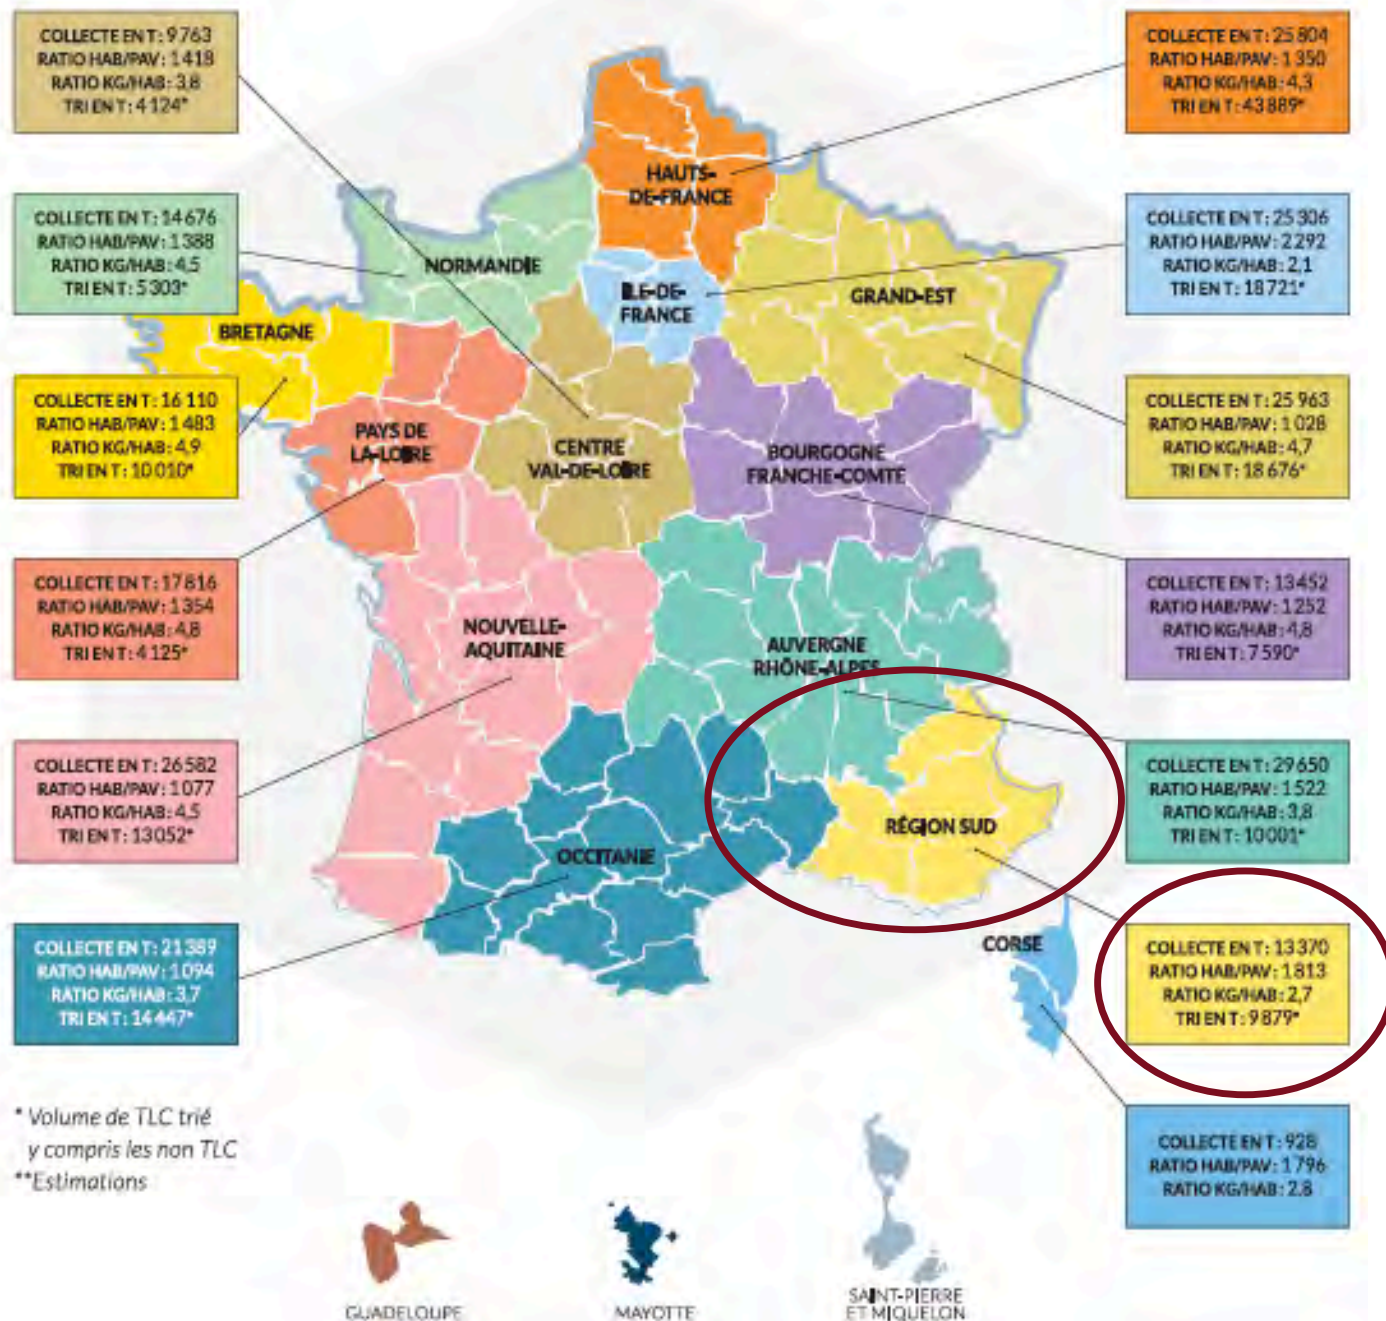 COLLECTE EN T : 9 763
RATIO HAB/PAV : 1 418
RATIO KG/HAB : 3,8
TRI EN T : 4 124*
COLLECTE EN T : 14 676
RATIO HAB/PAV : 1 388
RATIO KG/HAB : 4,5
TRI EN T : 5 303*
COLLECTE EN T : 16 110
RATIO HAB/PAV : 1 483
RATIO KG/HAB : 4,9
TRI EN T : 10 010*
COLLECTE EN T : 17 816
RATIO HAB/PAV : 1 354
RATIO KG/HAB : 4,8
TRI EN T : 4 125*
COLLECTE EN T : 26 582
RATIO HAB/PAV : 1 077
RATIO KG/HAB : 4,5
TRI EN T : 13 052*
COLLECTE EN T : 21 389
RATIO HAB/PAV : 1 094
RATIO KG/HAB : 3,7
TRI EN T : 14 447*
HAUTS-
DE-FRANCE
NORMANDIE
ILE-DE-
FRANCE
GRAND-EST
BRETAGNE
PAYS DE
LA-LOIRE
CENTRE
VAL-DE-LOIRE
BOURGOGNE
FRANCHE-COMTE
NOUVELLE-
AQUITAINE
AUVERGNE
RHÔNE-ALPES
OCCITANIE
RÉGION SUD
CORSE
COLLECTE EN T : 25 804
RATIO HAB/PAV : 1 350
RATIO KG/HAB : 4,3
TRI EN T : 43 889*
COLLECTE EN T : 25 306
RATIO HAB/PAV : 2 292
RATIO KG/HAB : 2,1
TRI EN T : 18 721*
COLLECTE EN T : 25 963
RATIO HAB/PAV : 1 028
RATIO KG/HAB : 4,7
TRI EN T : 18 676*
COLLECTE EN T : 13 452
RATIO HAB/PAV : 1 252
RATIO KG/HAB : 4,8
TRI EN T : 7 590*
COLLECTE EN T : 29 650
RATIO HAB/PAV : 1 522
RATIO KG/HAB : 3,8
TRI EN T : 10 001*
COLLECTE EN T : 13 370
RATIO HAB/PAV : 1 813
RATIO KG/HAB : 2,7
TRI EN T : 9 879*
COLLECTE EN T : 928
RATIO HAB/PAV : 1 796
RATIO KG/HAB : 2,8
* Volume de TLC trié
y compris les non TLC
**Estimations
GUADELOUPE
MAYOTTE
SAINT-PIERRE
ET MIQUELON